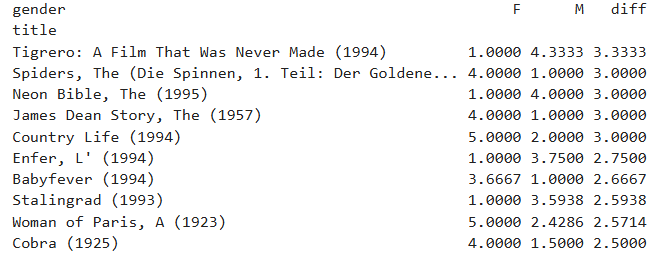 gender F M diff
title
Tigrero: A Film That Was Never Made (1994) 1.0000 4.3333 3.3333
Spiders, The (Die Spinnen, 1. Teil: Der Goldene... 4.0000 1.0000 3.0000
Neon Bible, The (1995) 1.0000 4.0000 3.0000
James Dean Story, The (1957) 4.0000 1.0000 3.0000
Country Life (1994) 5.0000 2.0000 3.0000
Enfer, L' (1994) 1.0000 3.7500 2.7500
Babyfever (1994) 3.6667 1.0000 2.6667
Stalingrad (1993) 1.0000 3.5938 2.5938
Woman of Paris, A (1923) 5.0000 2.4286 2.5714
Cobra (1925) 4.0000 1.5000 2.5000